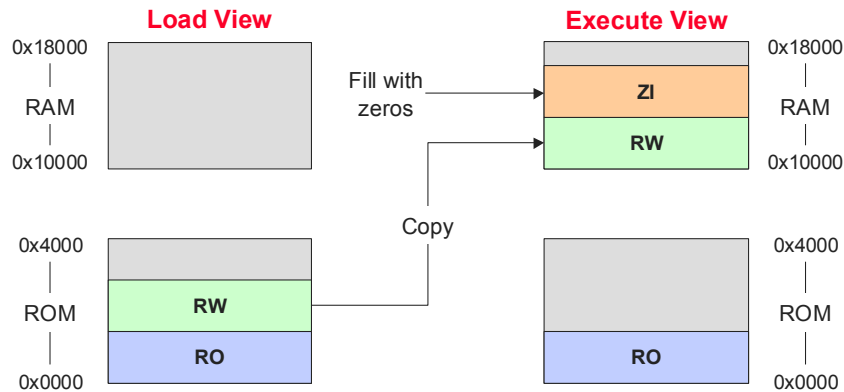 Load View
Execute View
0x18000
RAM
0x10000
Fill with
zeros
ZI
RW
0x18000
RAM
0x10000
Copy
0x4000
ROM
0x0000
RW
RO
RO
0x4000
ROM
0x0000